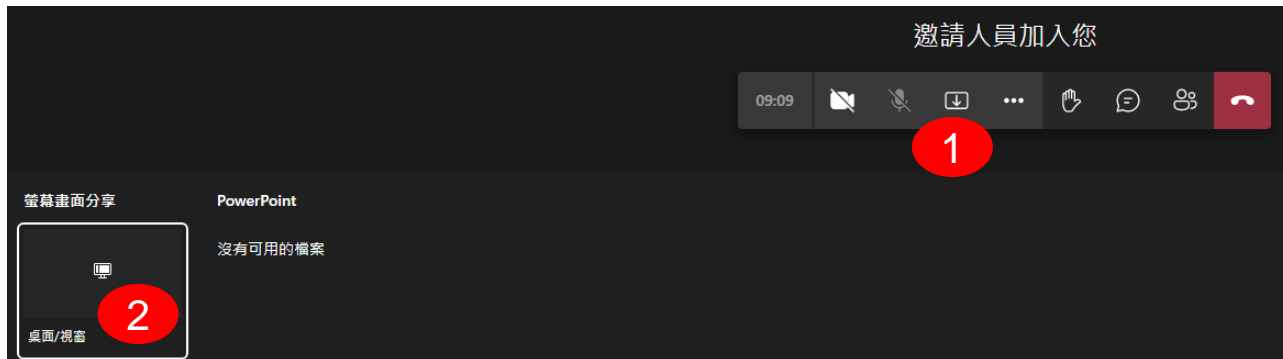 邀請人員加入您
09:09
1
螢幕畫面分享
PowerPoint
沒有可用的檔案
2
桌面/視窗